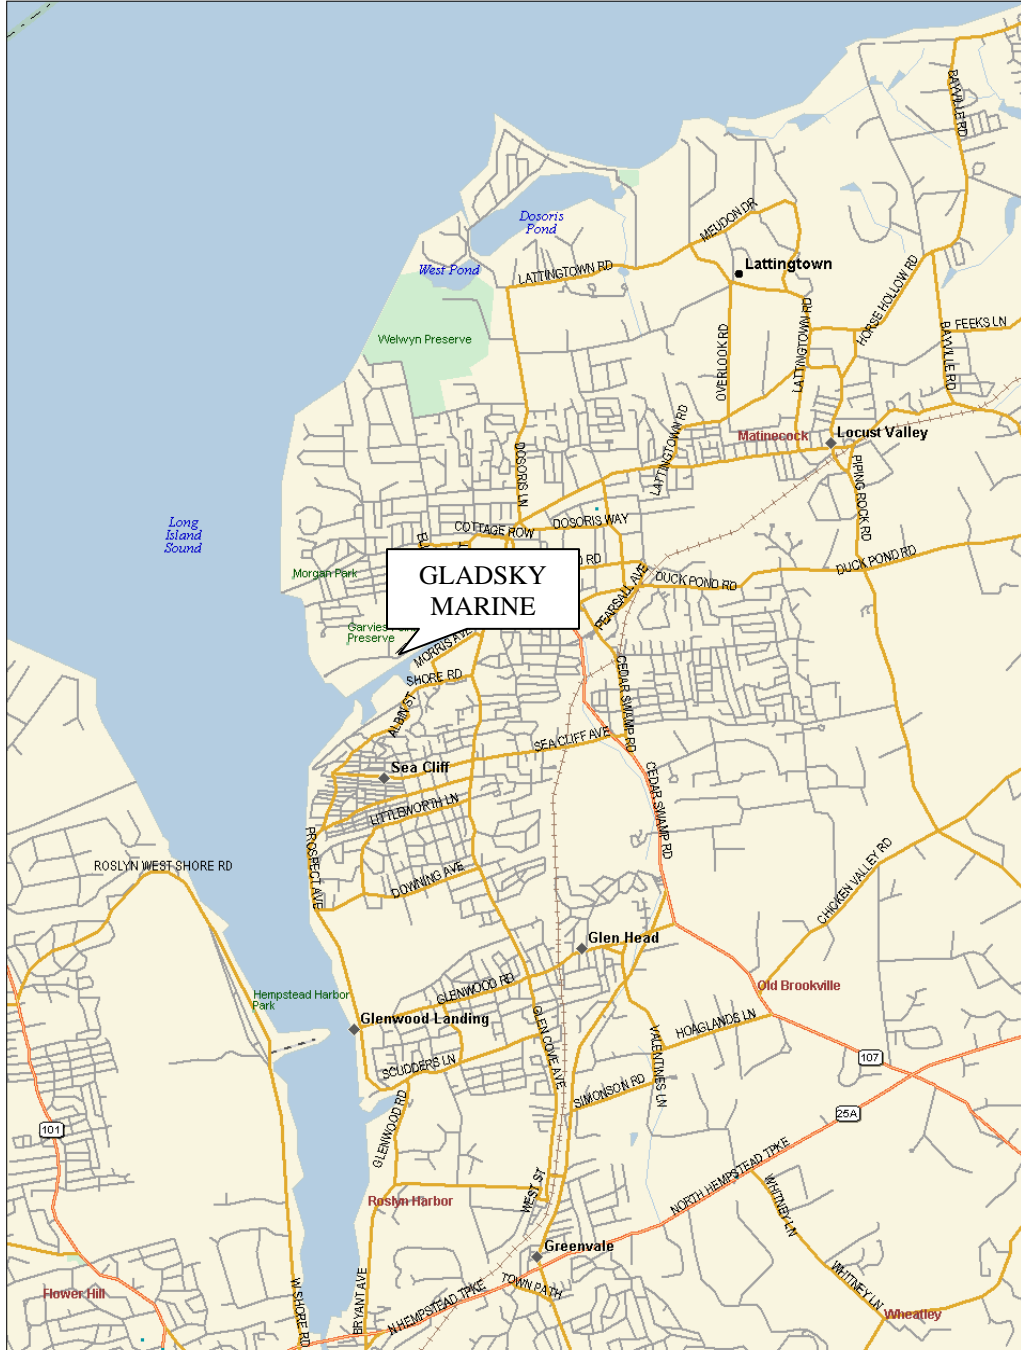 BAYVILLE RD
Dosoris
Pond
MEUDON DR
Lattingtown
West Pond
LATTINGTOWN RD
HORSE HOLLOW RD
LATTINGTOWN RD
FEEKS LN
BAYVILLE RD
OVERLOOK RD
Welwyn Preserve
LATTINGTOWN RD
Matinecock
Locust Valley
DOSORIS LN
PIPING ROCK RD
Long
Island
Sound
COTTAGE ROW
DOSORIS WAY
DUCK POND RD
GLADSKY
MARINE
RD
DUCK POND RD
PEARSALL AVE
Morgan Park
Garvies
Preserve
MORRIS AVE
SHORE RD
CEDAR SWAMP RD
ALBIN ST
SEA CLIFF AVE
Sea Cliff
CEDAR SWAMP RD
LITTLEWORTH LN
PROSPECT AVE
ROSLYN WEST SHORE RD
DOWNING AVE
CHICKEN VALLEY RD
Glen Head
GLENWOOD RD
Old Brookville
Hempstead Harbor
Park
Glenwood Landing
GLEN COVE AVE
HOAGLANDS LN
VALENTINES LN
107
SCUDDERS LN
SIMONSON RD
25A
101
GLENWOOD RD
NORTH HEMPSTEAD TPKE
WEST ST
WHITNEY LN
Roslyn Harbor
Greenvale
TOWN PATH
WHITNEY LN
Flower Hill
W SHORE RD
BRYANT AVE
N HEMPSTEAD TPKE
Wheatley